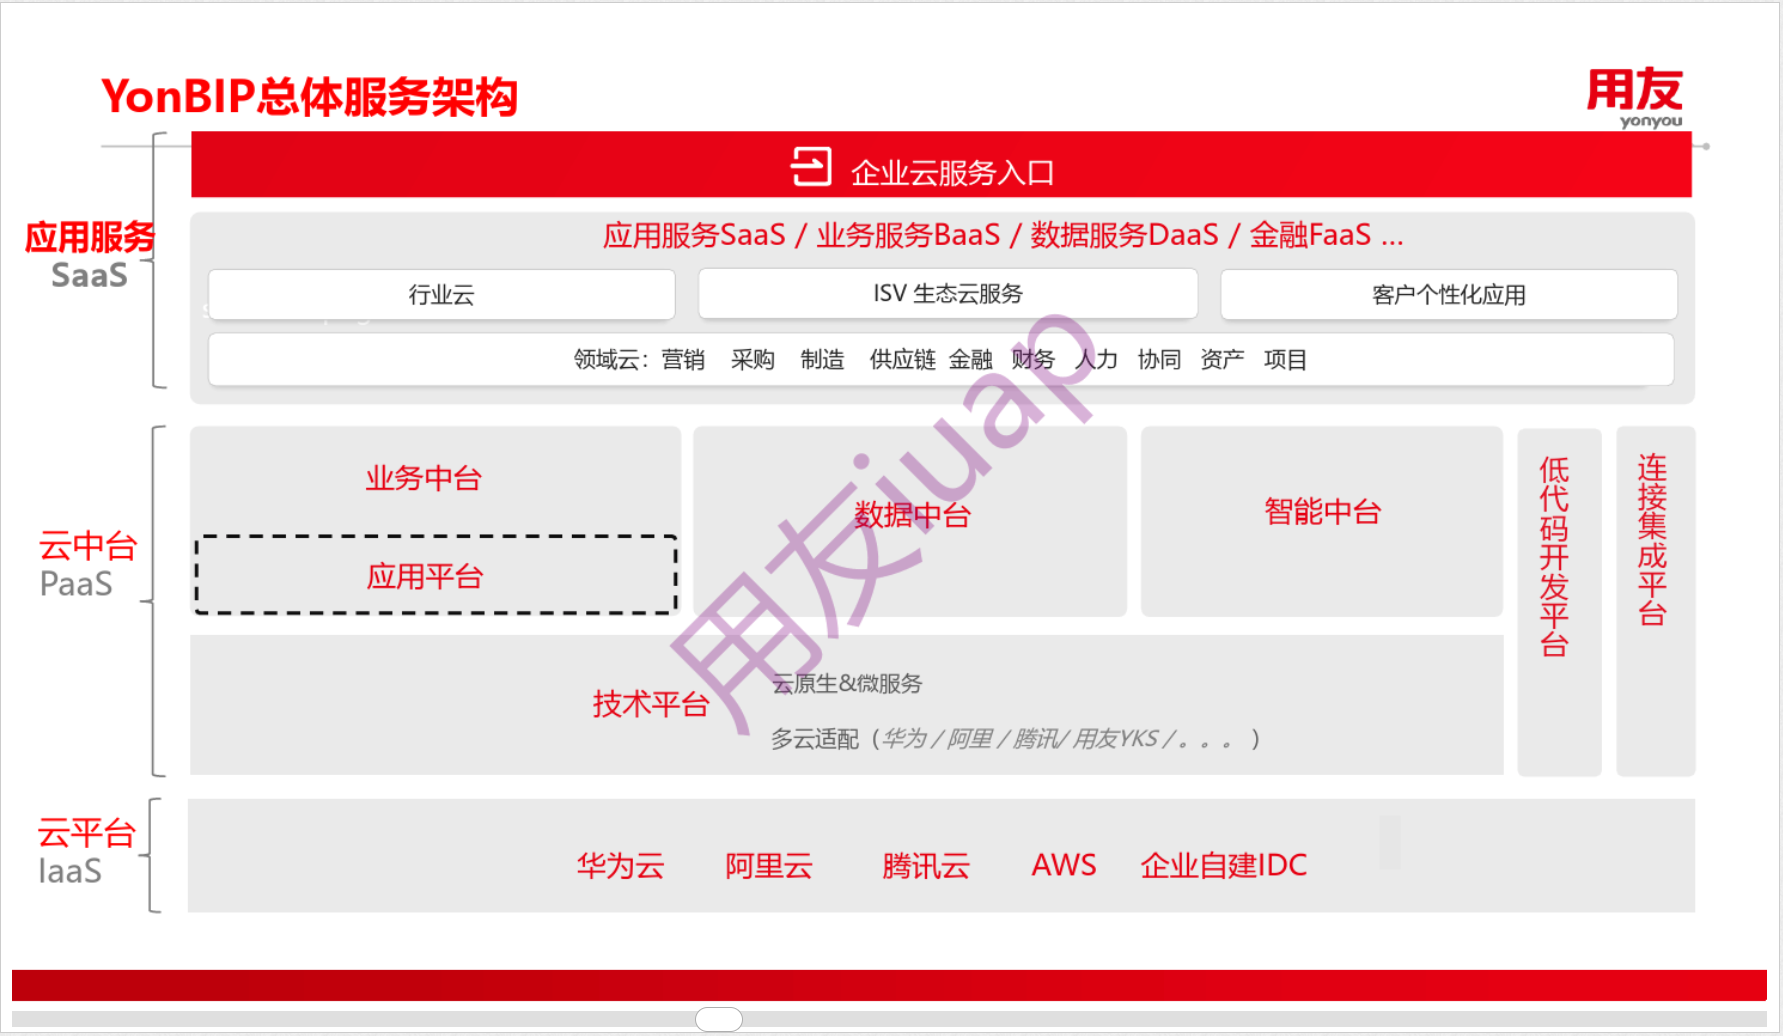 YonBIP总体服务架构
用友
yonyou
企业云服务入口
应用服务
SaaS
应用服务SaaS / 业务服务BaaS / 数据服务DaaS / 金融FaaS ...
行业云
ISV 生态云服务
客户个性化应用
领域云：营销 采购 制造 供应链 金融 财务 人力 协同 资产 项目
云中台
PaaS
业务中台
应用平台
数据中台
智能中台
低代码开发平台
连接集成平台
技术平台
云原生&微服务
多云适配（华为 / 阿里 / 腾讯/ 用友YKS / 。。。 ）
云平台
IaaS
华为云 阿里云 腾讯云 AWS 企业自建IDC
用友iuap